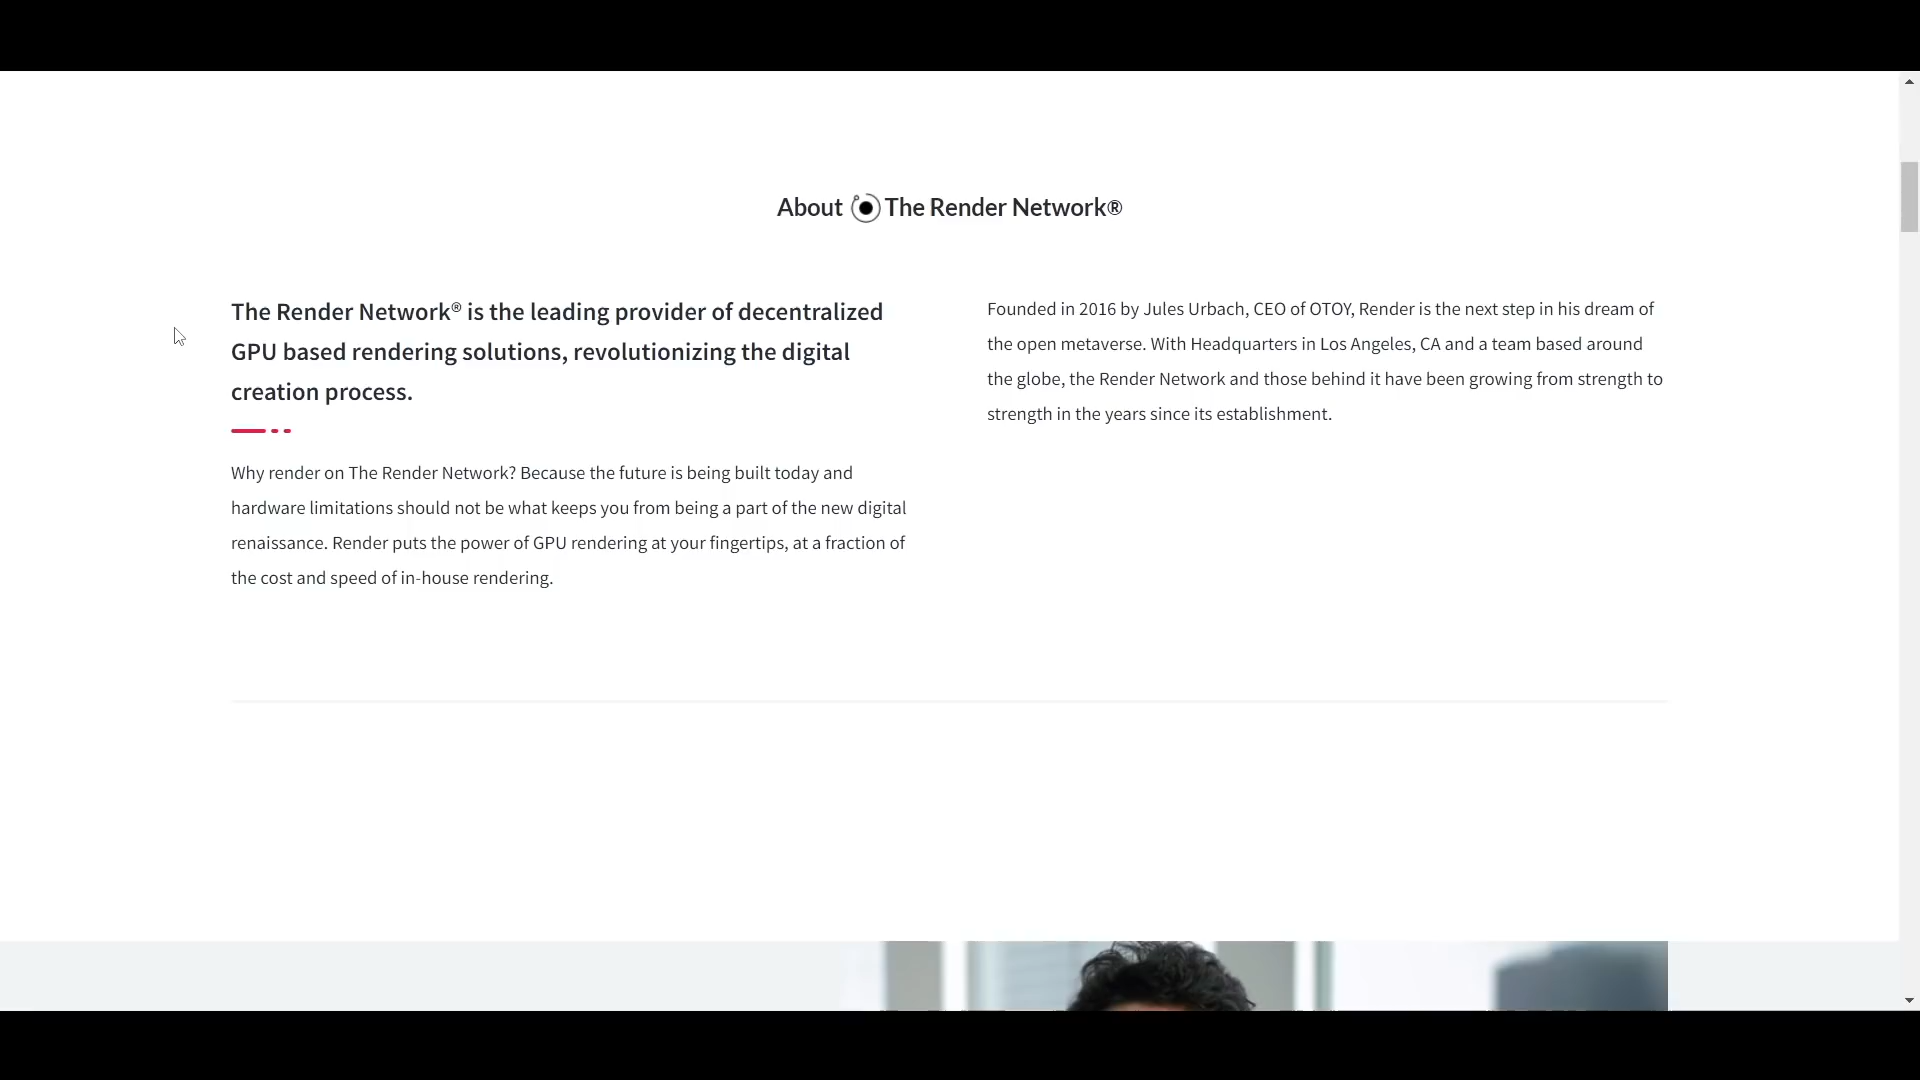 About The Render Network®
The Render Network® is the leading provider of decentralized
GPU based rendering solutions, revolutionizing the digital
creation process.
Why render on The Render Network? Because the future is being built today and
hardware limitations should not be what keeps you from being a part of the new digital
renaissance. Render puts the power of GPU rendering at your fingertips, at a fraction of
the cost and speed of in-house rendering.
Founded in 2016 by Jules Urbach, CEO of OTOY, Render is the next step in his dream of
the open metaverse. With Headquarters in Los Angeles, CA and a team based around
the globe, the Render Network and those behind it have been growing from strength to
strength in the years since its establishment.